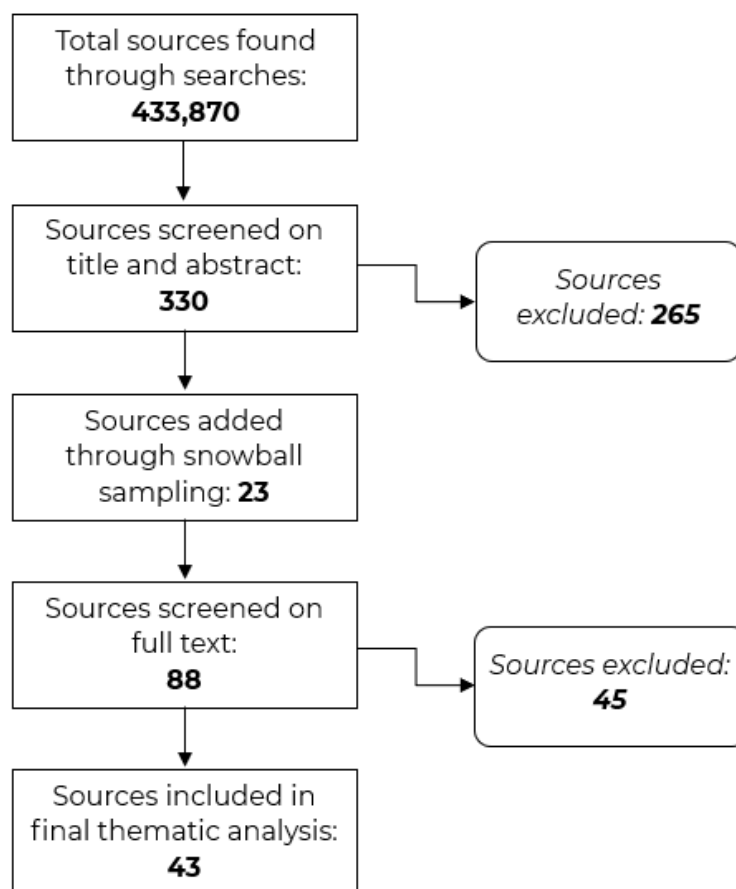 Total sources found
through searches:
433,870
Sources screened on
title and abstract:
330
Sources
excluded: 265
Sources added
through snowball
sampling: 23
Sources screened on
full text:
88
Sources excluded:
45
Sources included in
final thematic analysis:
43